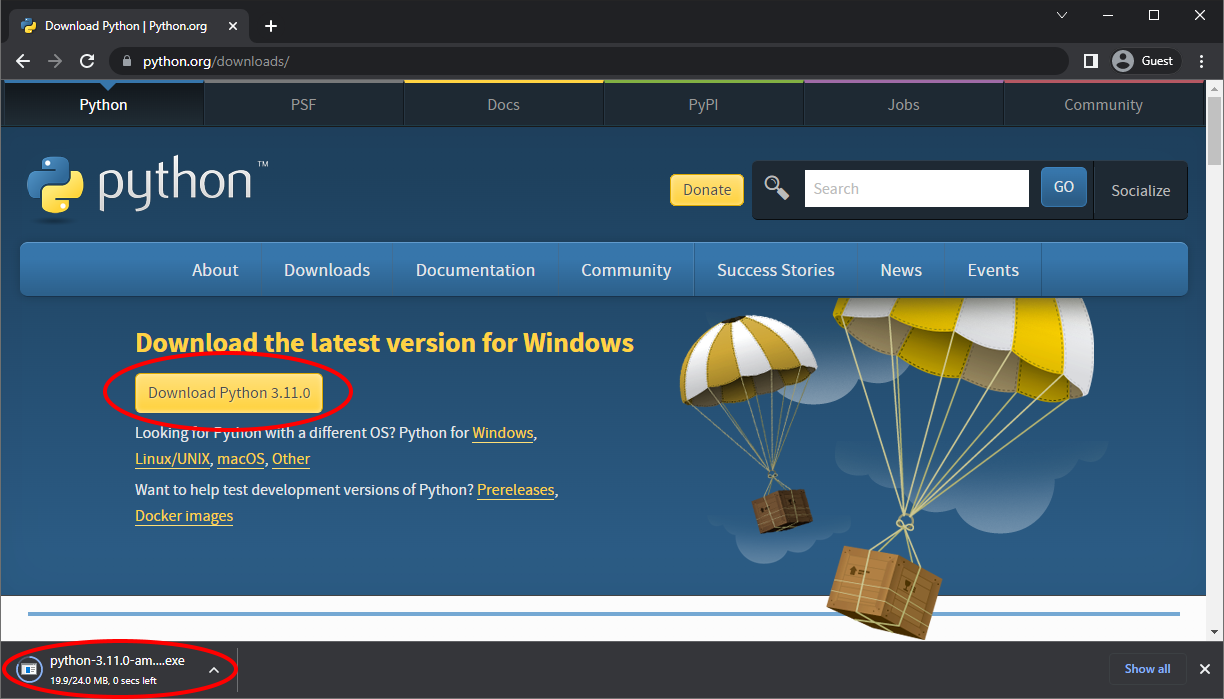 Download Python | Python.org
python.org/downloads/
Guest
Python PSF Docs PyPI Jobs Community
python™
Donate
Search
GO
Socialize
About Downloads Documentation Community Success Stories News Events
Download the latest version for Windows
Download Python 3.11.0
Looking for Python with a different OS? Python for Windows,
Linux/UNIX, macOS, Other
Want to help test development versions of Python? Prereleases,
Docker images
python-3.11.0-am....exe
19.9/24.0 MB, 0 secs left
Show all